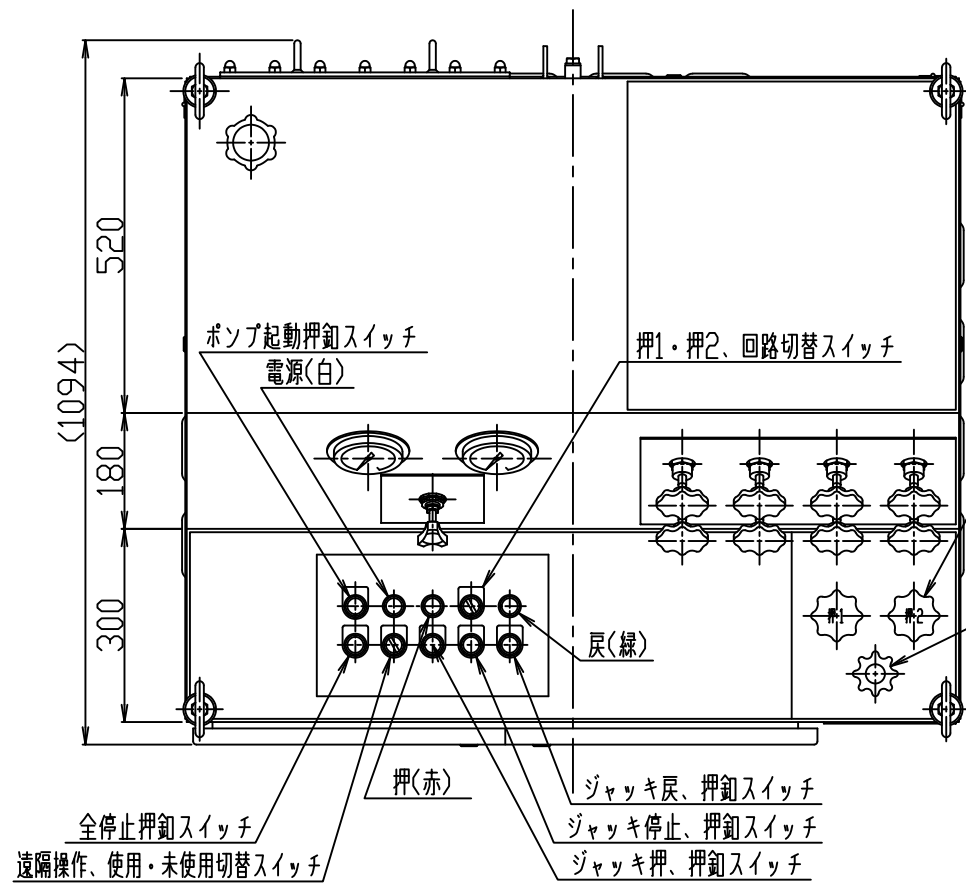 ポンプ起動押釦スイッチ
電源(白)
押1・押2、回路切替スイッチ
(1094)
520
180
300
押1
押2
戻(緑)
押(赤)
ジャッキ戻、押釦スイッチ
全停止押釦スイッチ
ジャッキ停止、押釦スイッチ
遠隔操作、使用・未使用切替スイッチ
ジャッキ押、押釦スイッチ